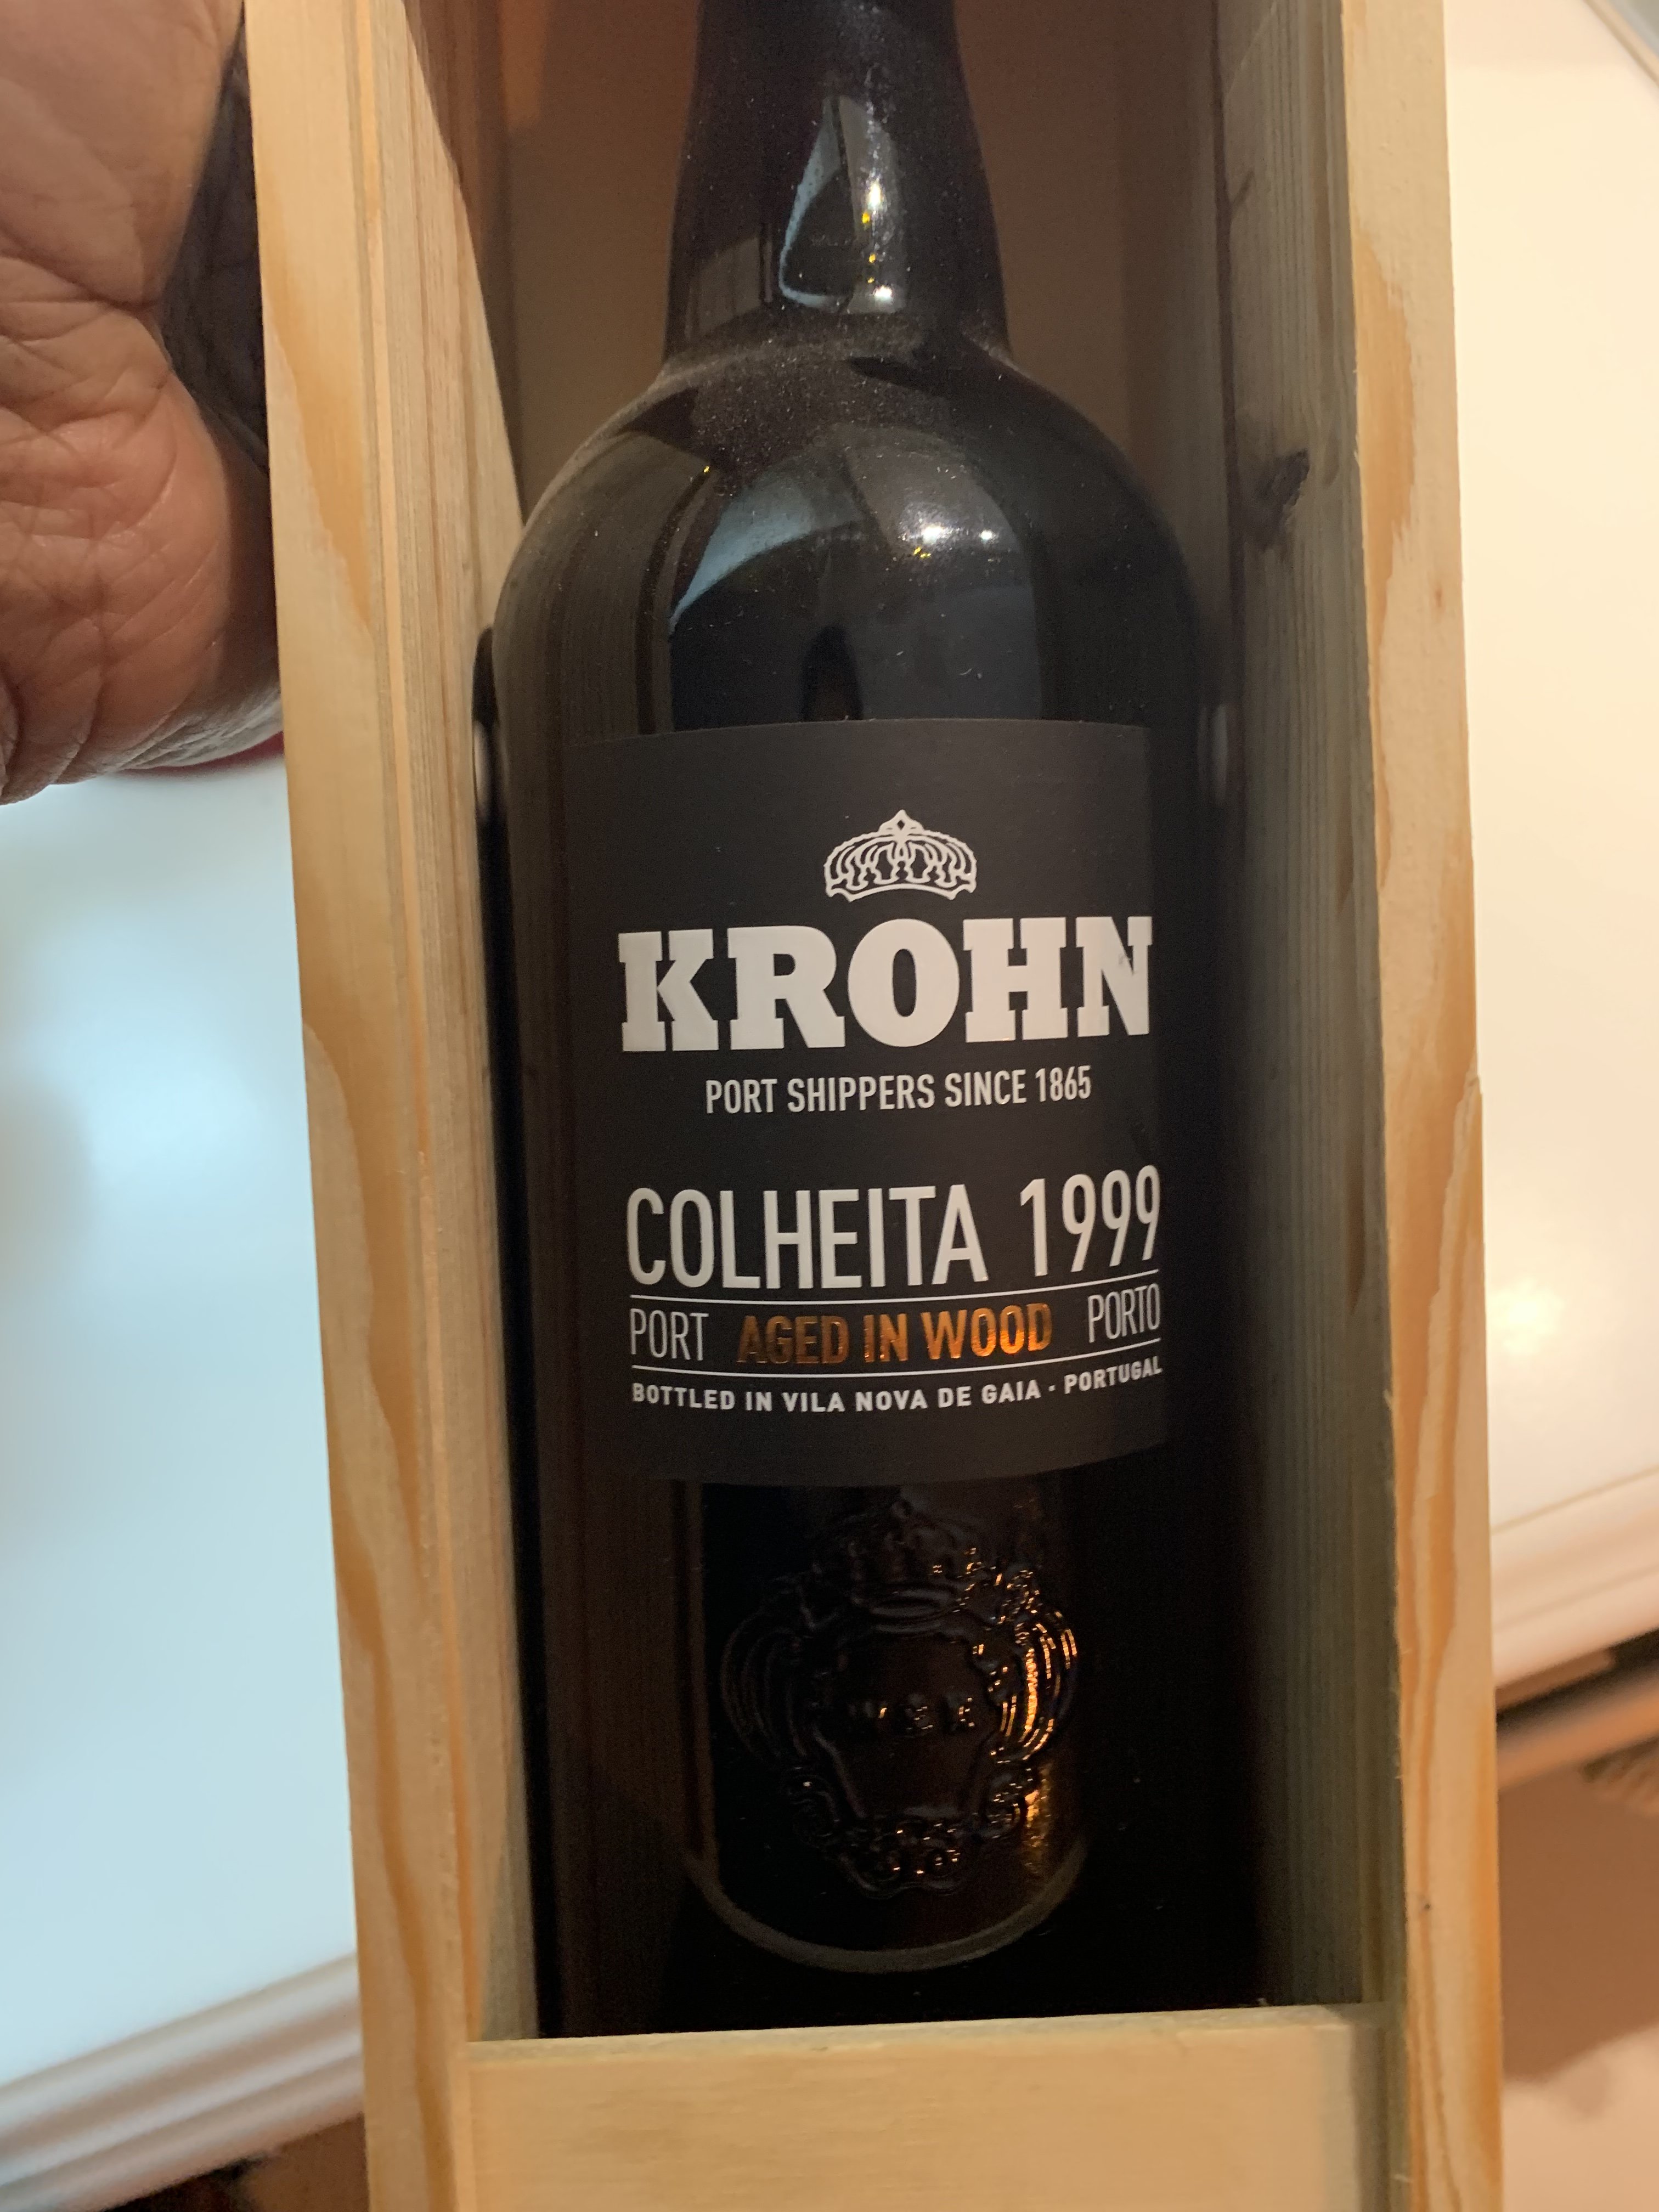 KROHN
PORT SHIPPERS SINCE 1865
COLHEITA 1999
PORT AGED IN WOOD PORTO
BOTTLED IN VILA NOVA DE GAIA · PORTUGAL
W & K